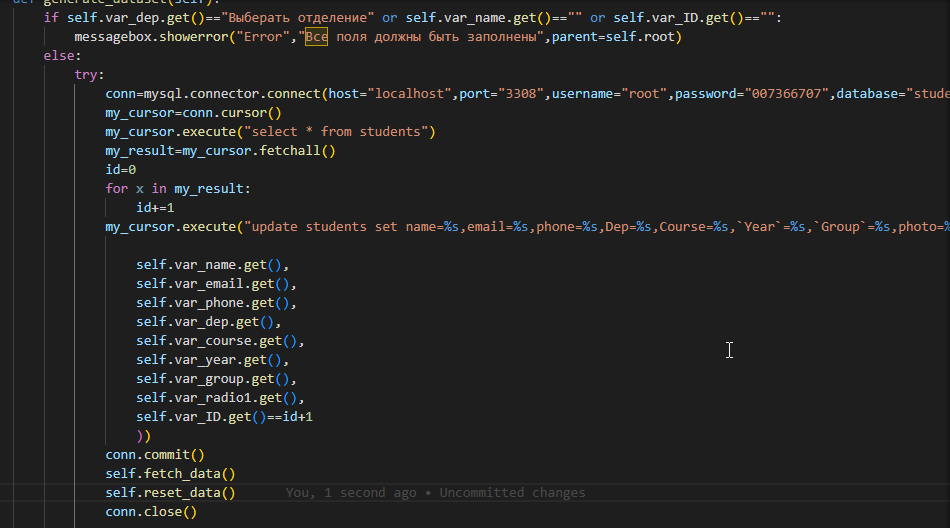 def generate_dataset(self):
if self.var_dep.get()=="Выберать отделение" or self.var_name.get()=="" or self.var_ID.get()=="":
messagebox.showerror("Error","Все поля должны быть заполнены",parent=self.root)
else:
try:
conn=mysql.connector.connect(host="localhost",port="3308",username="root",password="007366707",database="stude
my_cursor=conn.cursor()
my_cursor.execute("select * from students")
my_result=my_cursor.fetchall()
id=0
for x in my_result:
id+=1
my_cursor.execute("update students set name=%s,email=%s,phone=%s,Dep=%s,Course=%s,`Year`=%s,`Group`=%s,photo=%
self.var_name.get(),
self.var_email.get(),
self.var_phone.get(),
self.var_dep.get(),
self.var_course.get(),
self.var_year.get(),
self.var_group.get(),
self.var_radio1.get(),
self.var_ID.get()==id+1
))
conn.commit()
self.fetch_data()
self.reset_data() You, 1 second ago • Uncommitted changes
conn.close()